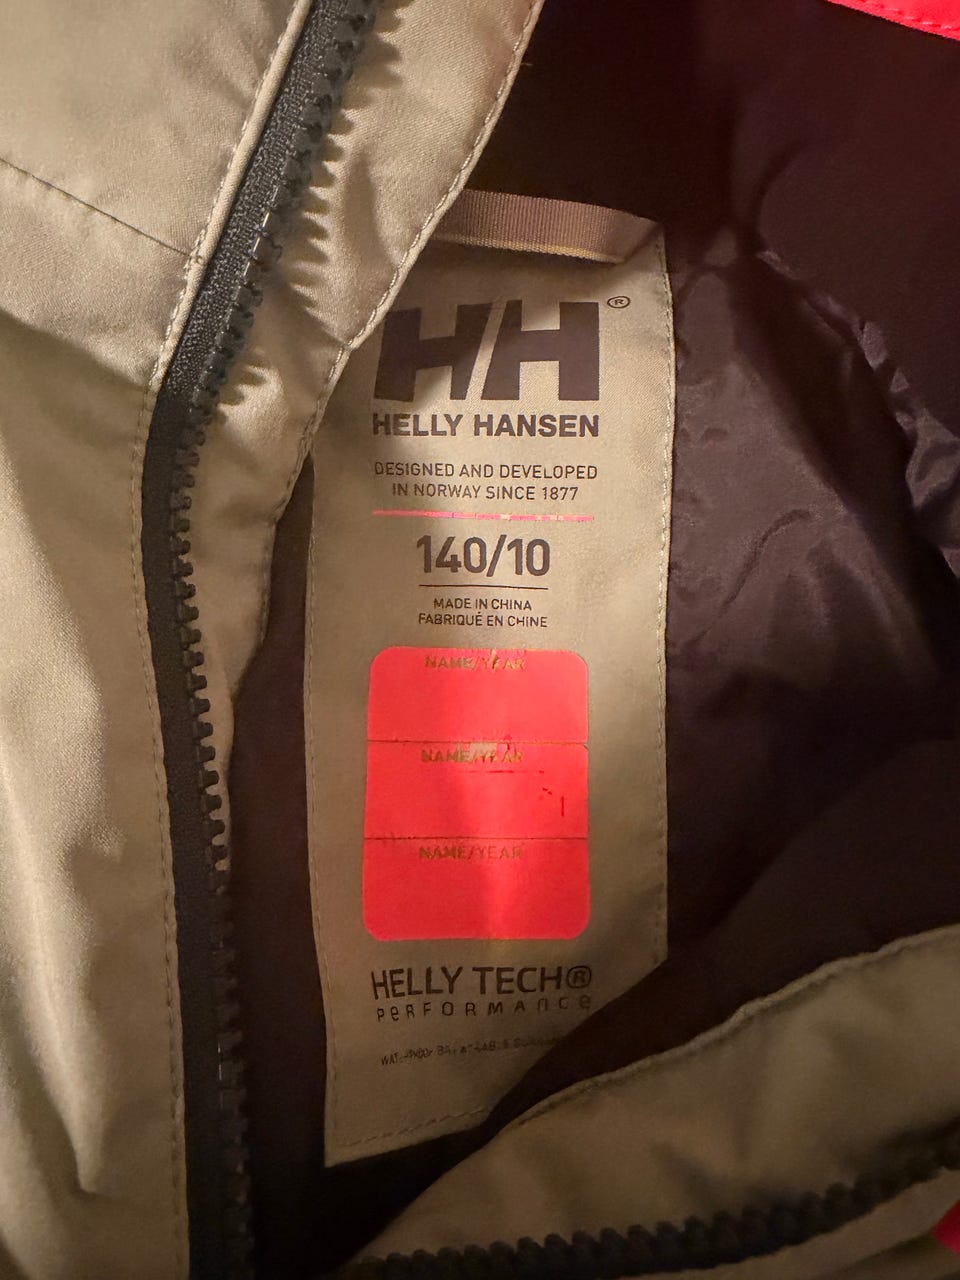 HH®
HELLY HANSEN
DESIGNED AND DEVELOPED
IN NORWAY SINCE 1877
140/10
MADE IN CHINA
FABRIQUÉ EN CHINE
NAME/YEAR
NAME/YEAR
NAME/YEAR
HELLY TECH®
PERFORMANCE